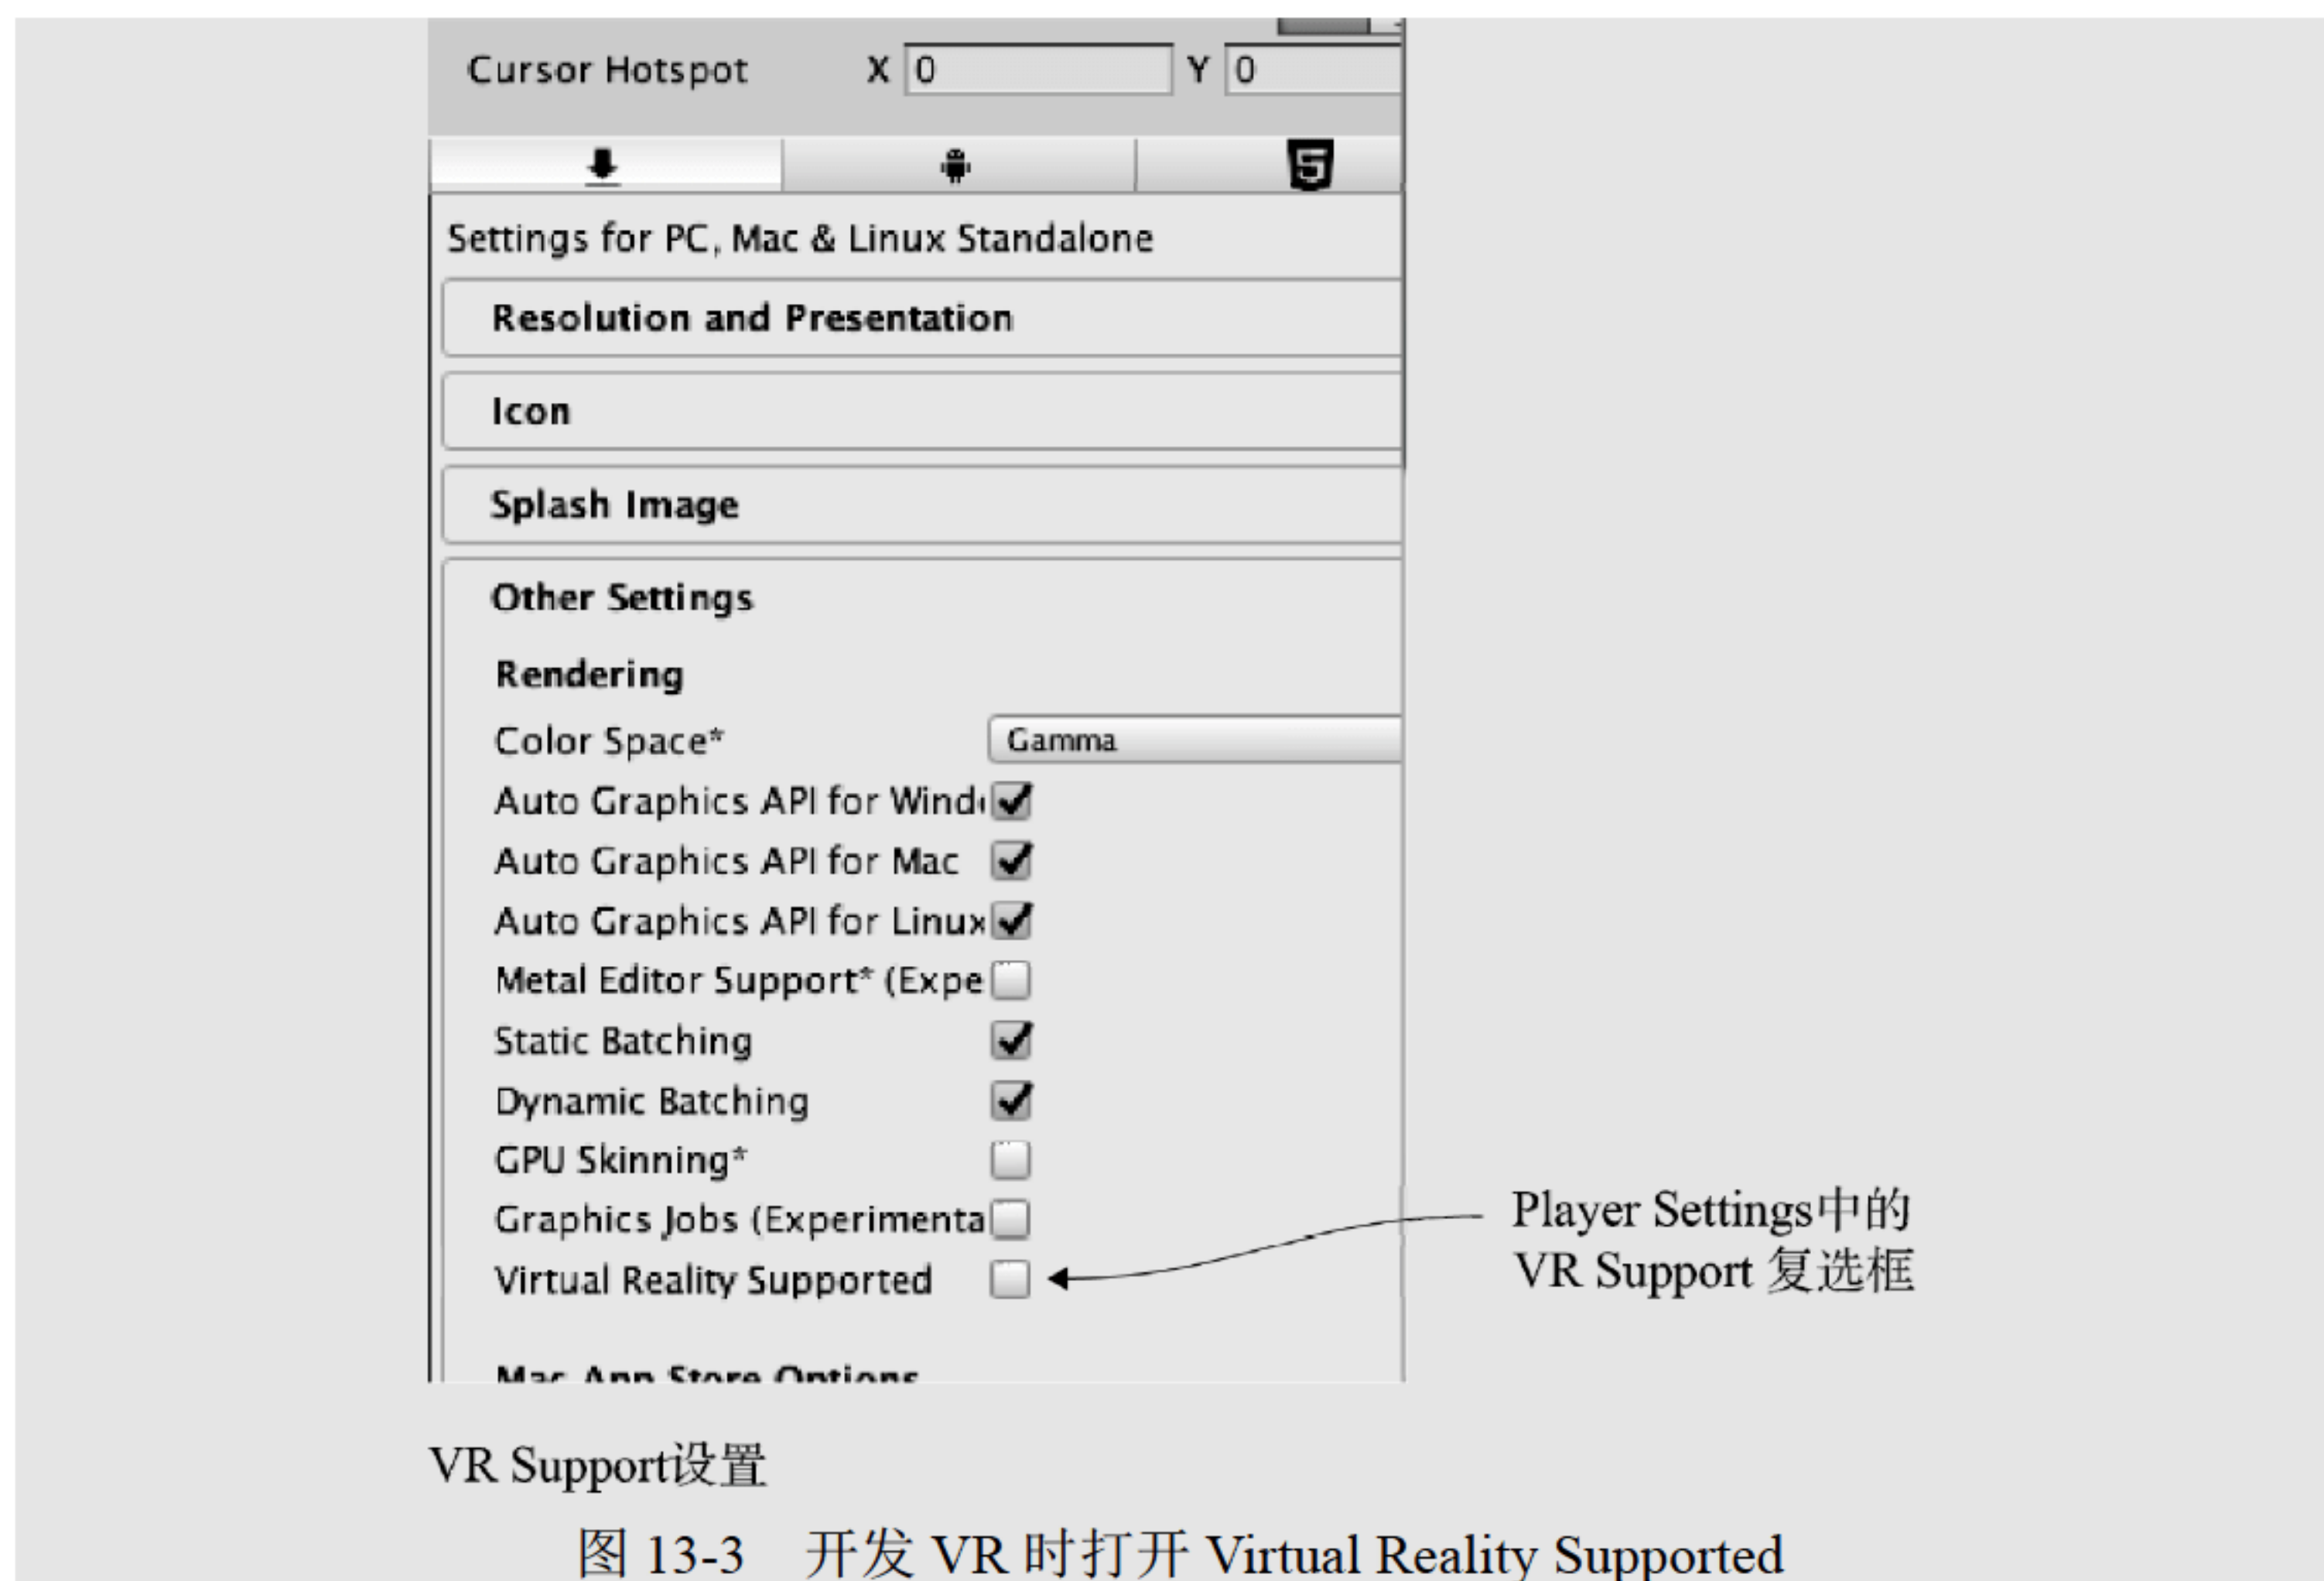 Cursor Hotspot X 0 Y 0
Settings for PC, Mac & Linux Standalone
Resolution and Presentation
Icon
Splash Image
Other Settings
Rendering
Color Space* Gamma
Auto Graphics API for Wind
Auto Graphics API for Mac
Auto Graphics API for Linux
Metal Editor Support* (Expe
Static Batching
Dynamic Batching
GPU Skinning*
Graphics Jobs (Experimenta
Virtual Reality Supported
Player Settings中的
VR Support 复选框
Mac App Store Options
VR Support设置
图 13-3 开发 VR 时打开 Virtual Reality Supported